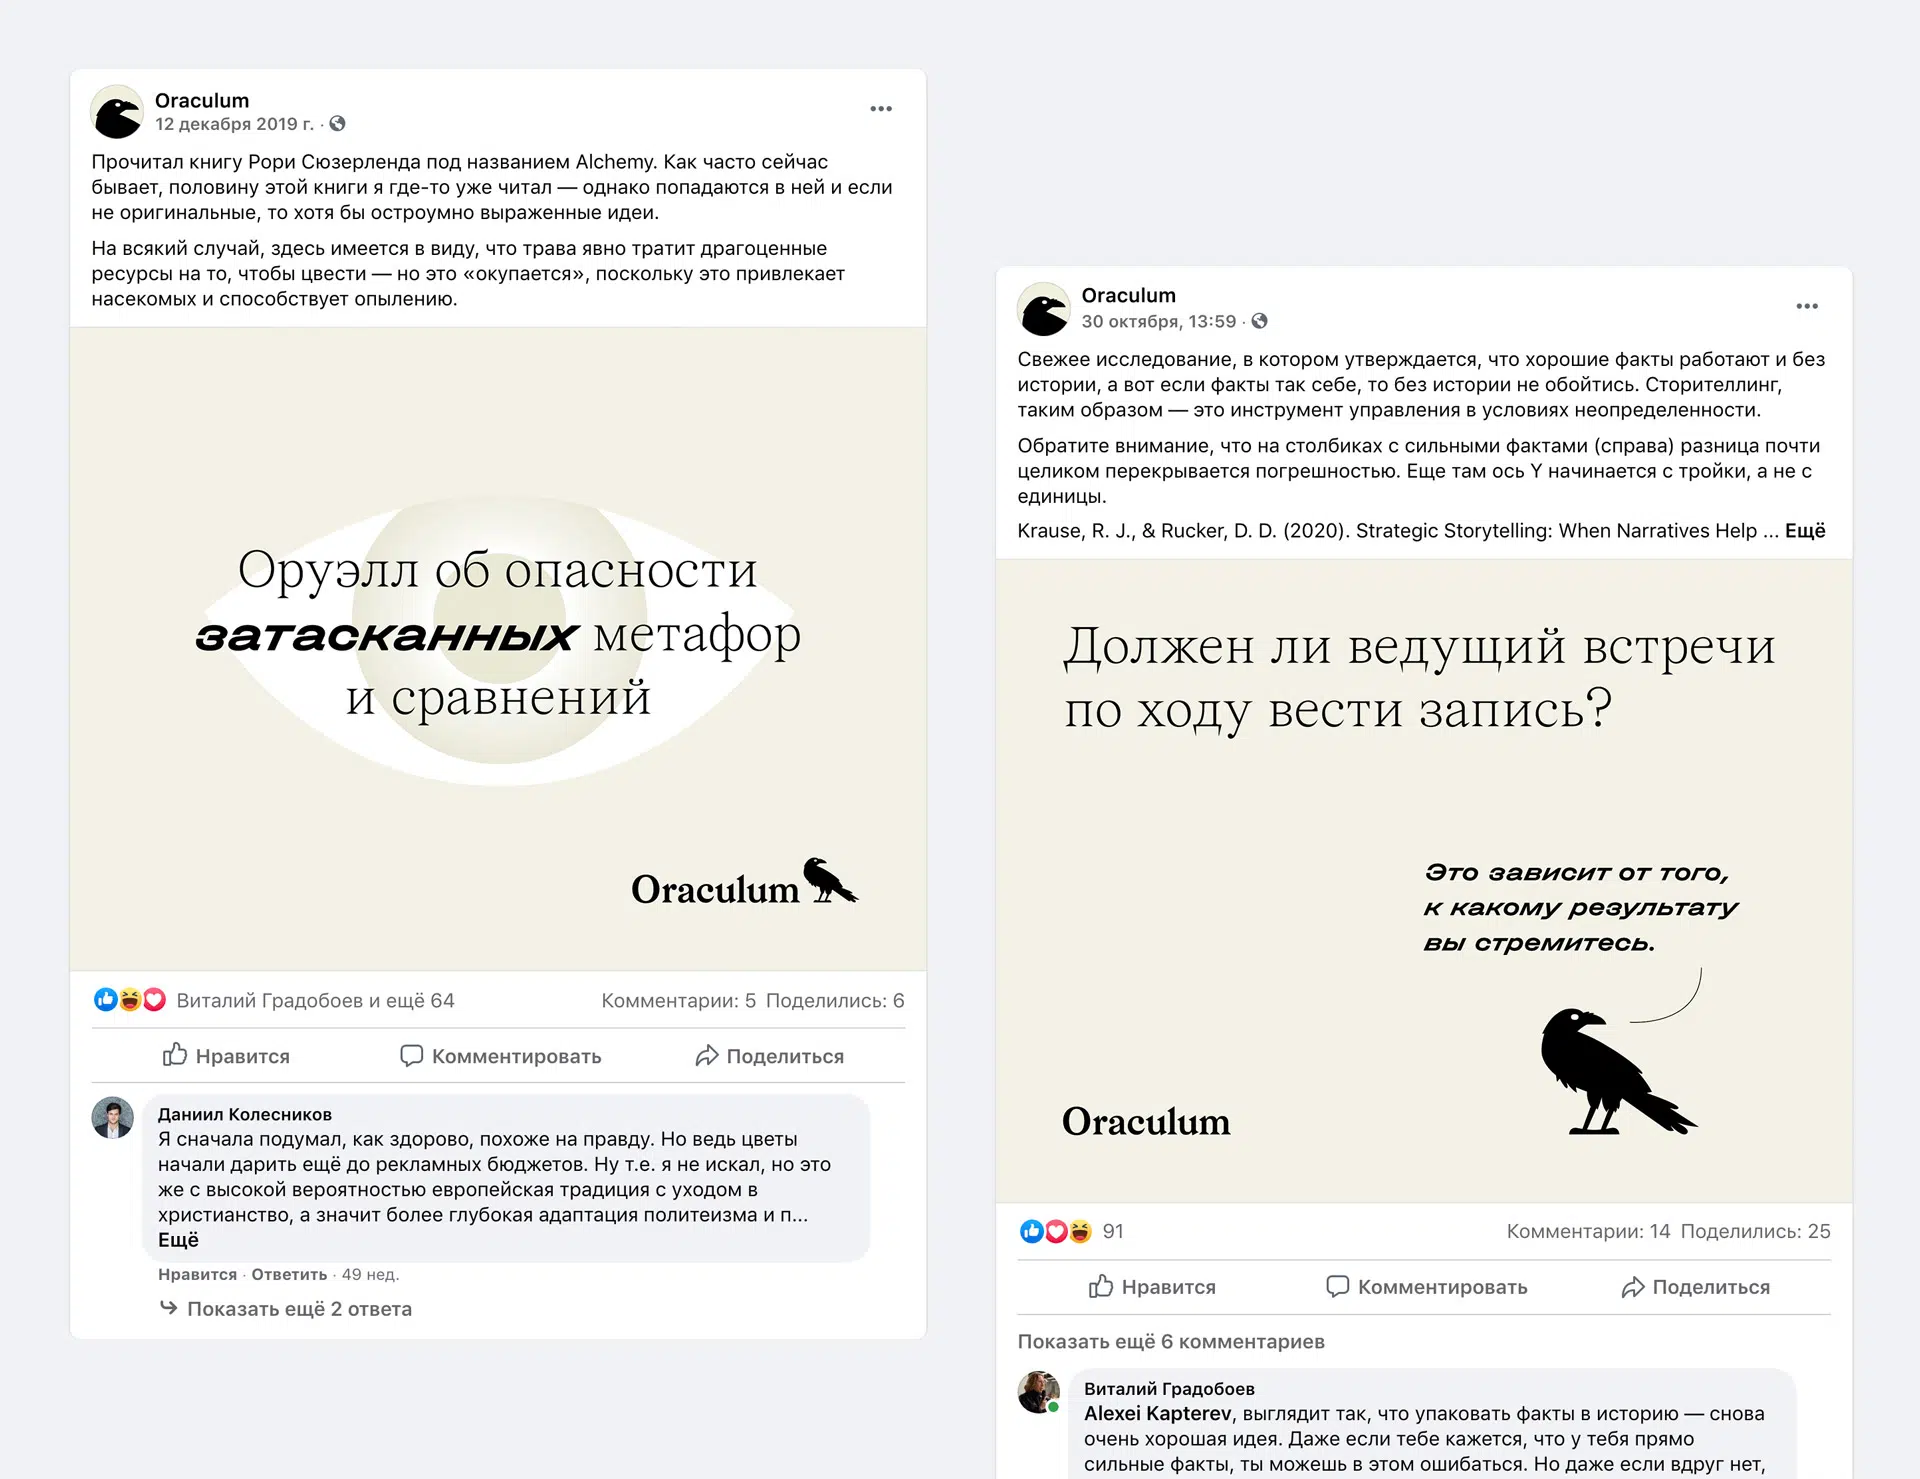 Oraculum
12 декабря 2019 г. ·
Прочитал книгу Рори Сюзерленда под названием Alchemy. Как часто сейчас
бывает, половину этой книги я где-то уже читал — однако попадаются в ней и если
не оригинальные, то хотя бы остроумно выраженные идеи.
На всякий случай, здесь имеется в виду, что трава явно тратит драгоценные
ресурсы на то, чтобы цвести — но это «окупается», поскольку это привлекает
насекомых и способствует опылению.
Оруэлл об опасности
затасканных метафор
и сравнений
Oraculum
Виталий Градобоев и ещё 64
Комментарии: 5 Поделились: 6
Нравится
Комментировать
Поделиться
Даниил Колесников
Я сначала подумал, как здорово, похоже на правду. Но ведь цветы
начали дарить ещё до рекламных бюджетов. Ну т.е. я не искал, но это
же с высокой вероятностью европейская традиция с уходом в
христианство, а значит более глубокая адаптация политеизма и п...
Ещё
Нравится · Ответить · 49 нед.
Показать ещё 2 ответа
Oraculum
30 октября, 13:59 ·
Свежее исследование, в котором утверждается, что хорошие факты работают и без
истории, а вот если факты так себе, то без истории не обойтись. Сторителлинг,
таким образом — это инструмент управления в условиях неопределенности.
Обратите внимание, что на столбиках с сильными фактами (справа) разница почти
целиком перекрывается погрешностью. Еще там ось Y начинается с тройки, а не с
единицы.
Krause, R. J., & Rucker, D. D. (2020). Strategic Storytelling: When Narratives Help ... Ещё
Должен ли ведущий встречи
по ходу вести запись?
Это зависит от того,
к какому результату
вы стремитесь.
Oraculum
91
Комментарии: 14 Поделились: 25
Нравится
Комментировать
Поделиться
Показать ещё 6 комментариев
Виталий Градобоев
Alexei Kapterev, выглядит так, что упаковать факты в историю — снова
очень хорошая идея. Даже если тебе кажется, что у тебя прямо
сильные факты, ты можешь в этом ошибаться. Но даже если вдруг нет,